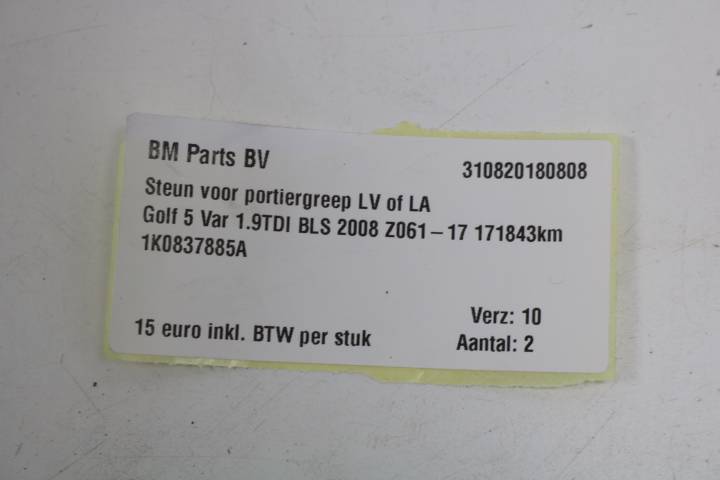 BM Parts BV 310820180808
Steun voor portiergreep LV of LA
Golf 5 Var 1.9TDI BLS 2008 Z061-17 171843km
1K0837885A
Verz: 10
15 euro inkl. BTW per stuk Aantal: 2